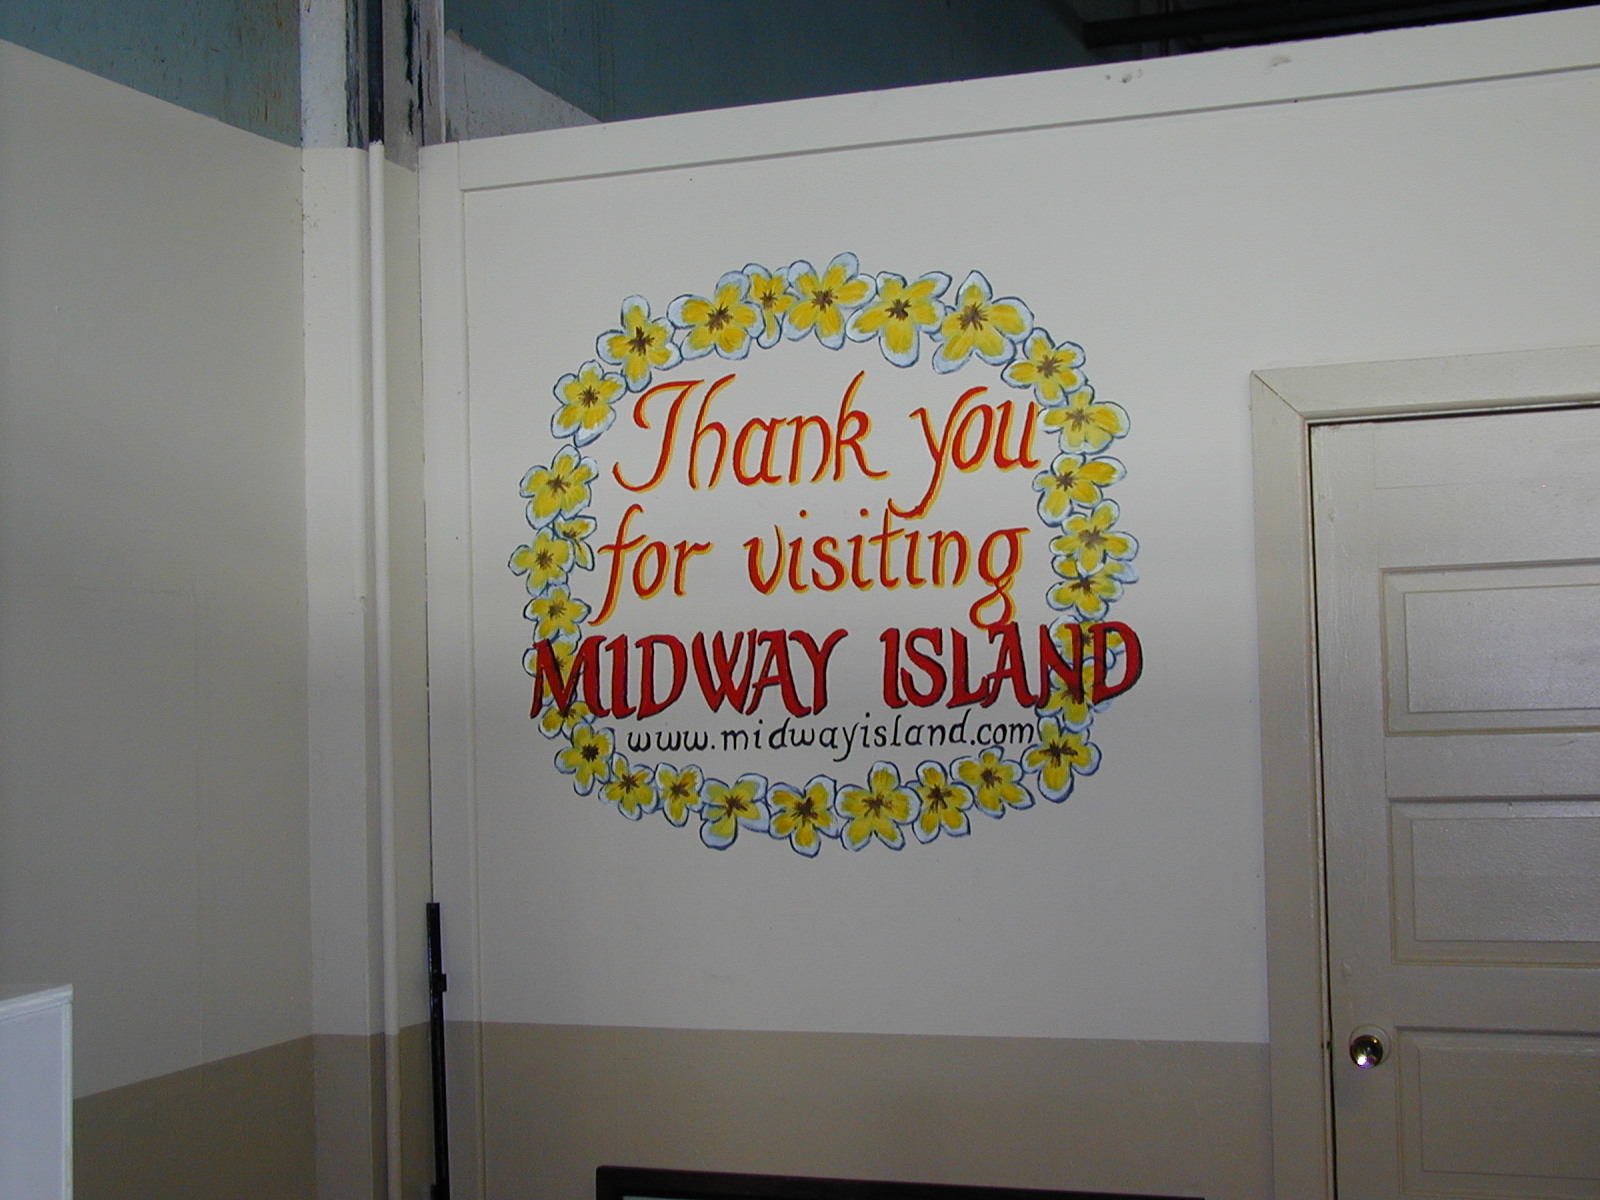 Thank you
for visiting
MIDWAY ISLAND
www.midwayisland.com